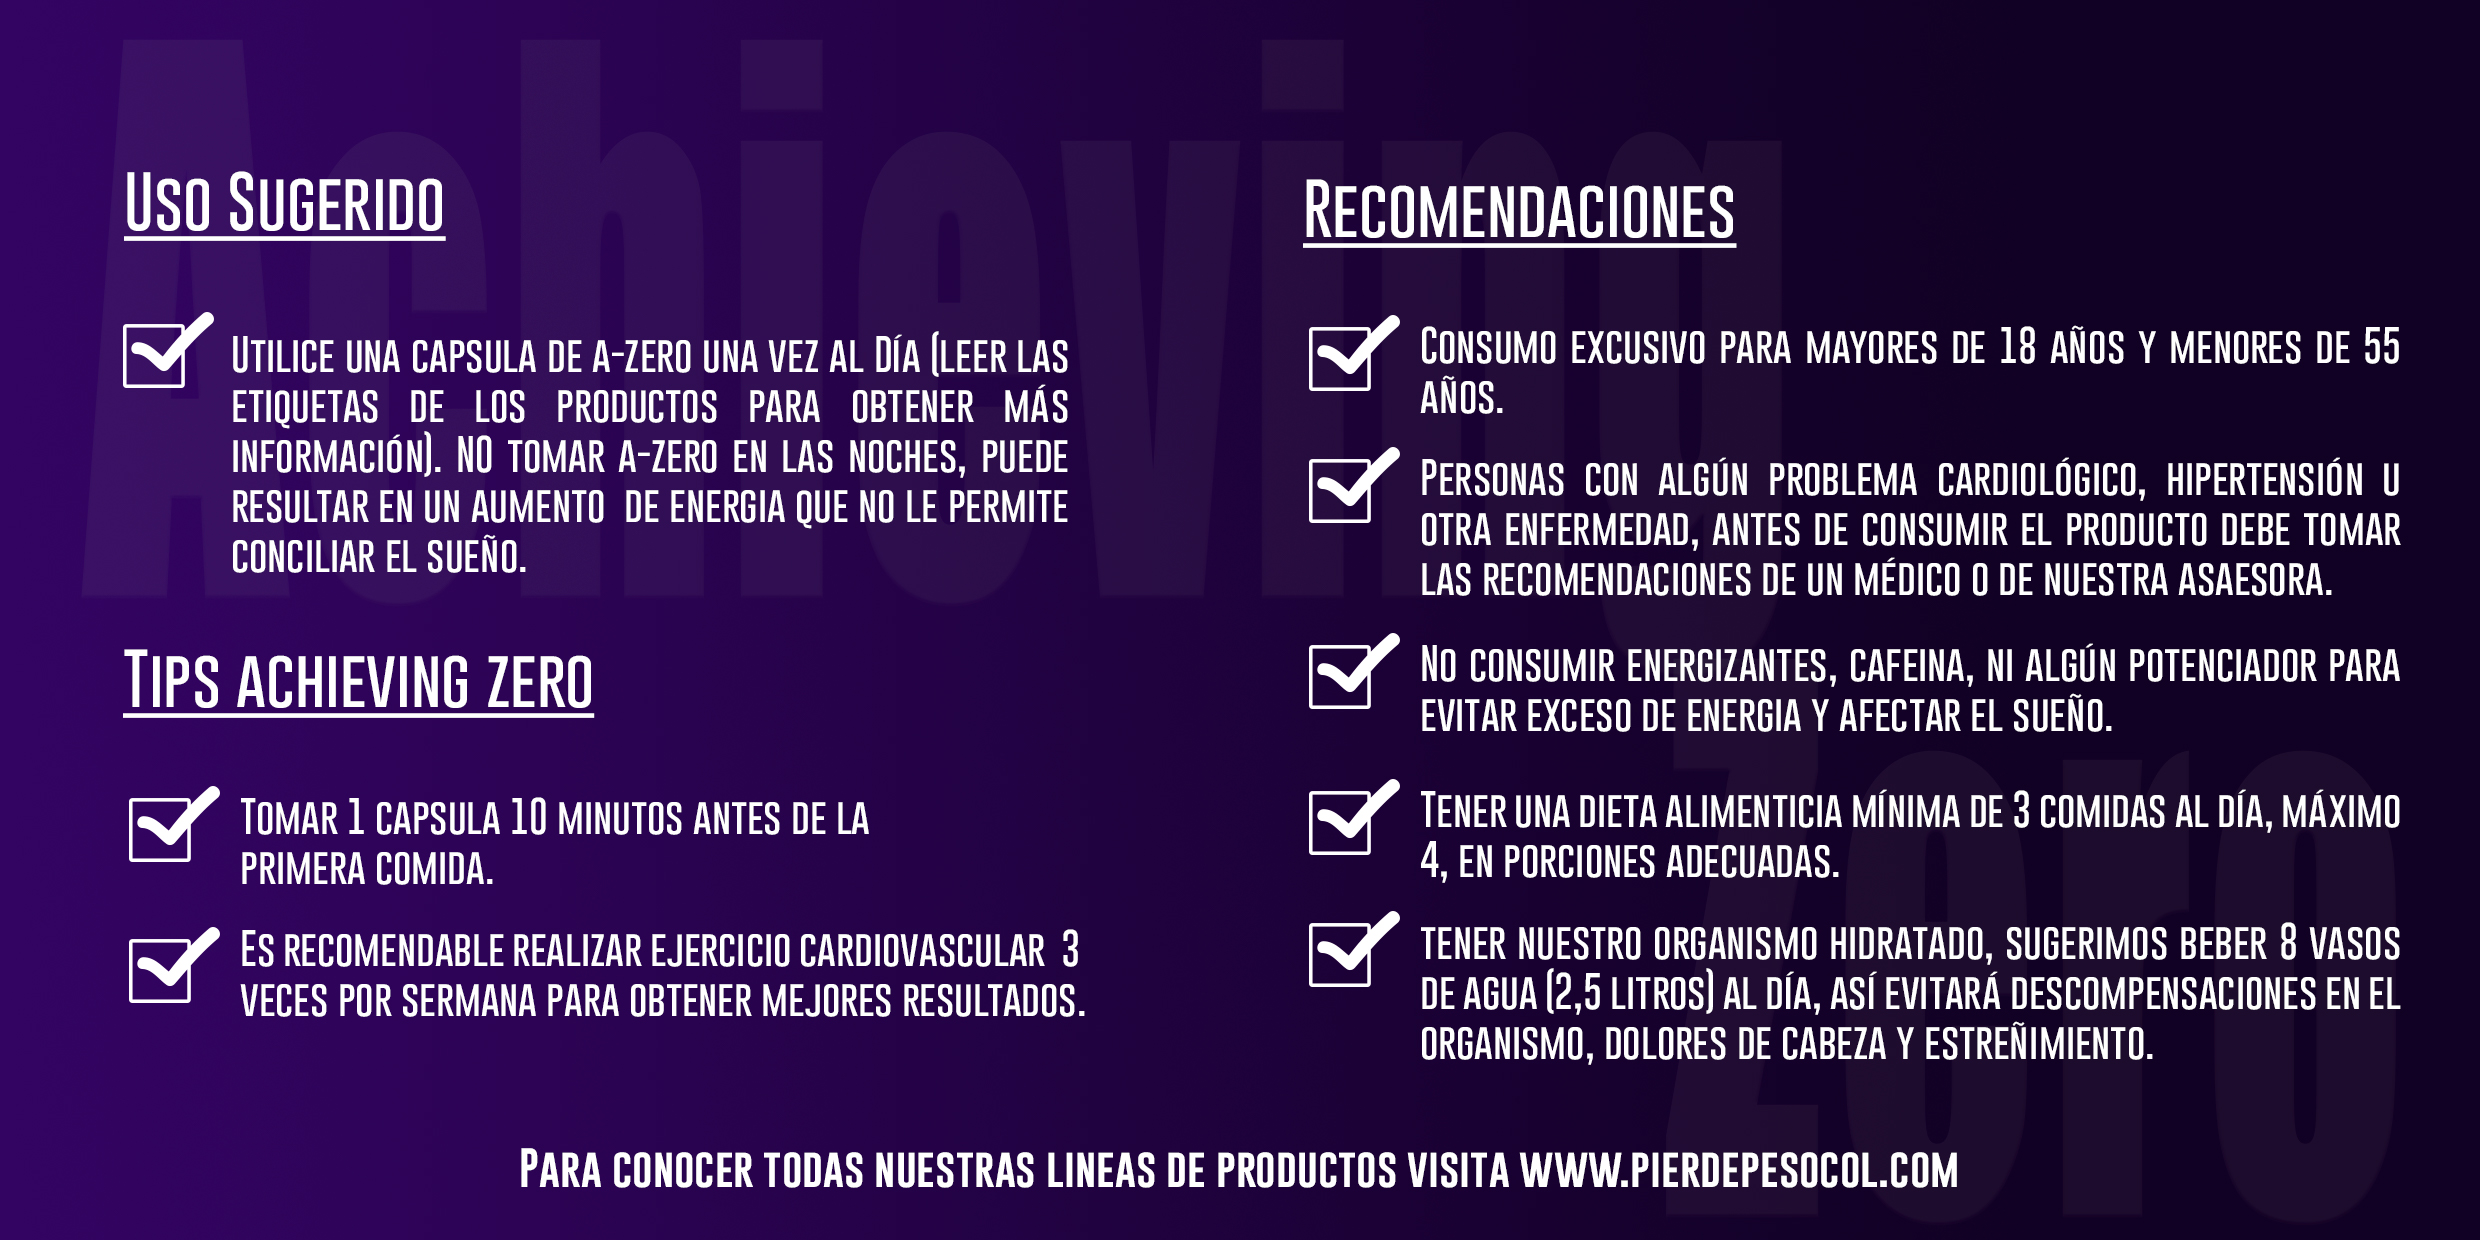 Achieving
Zero
Uso Sugerido
Utilice una capsula de a-zero una vez al Día (leer las
etiquetas de los productos para obtener más
información). NO tomar a-zero en las noches, puede
resultar en un aumento de energia que no le permite
conciliar el sueño.
Tips achieving zero
Tomar 1 capsula 10 minutos antes de la
primera comida.
Es recomendable realizar ejercicio cardiovascular 3
veces por sermana para obtener mejores resultados.
Recomendaciones
Consumo excusivo para mayores de 18 años y menores de 55
años.
Personas con algún problema cardiológico, hipertensión u
otra enfermedad, antes de consumir el producto debe tomar
las recomendaciones de un médico o de nuestra asaesora.
No consumir energizantes, cafeina, ni algún potenciador para
evitar exceso de energia y afectar el sueño.
Tener una dieta alimenticia mínima de 3 comidas al día, máximo
4, en porciones adecuadas.
tener nuestro organismo hidratado, sugerimos beber 8 vasos
de agua (2,5 litros) al día, así evitará descompensaciones en el
organismo, dolores de cabeza y estreñimiento.
Para conocer todas nuestras lineas de productos visita www.pierdepesocol.com